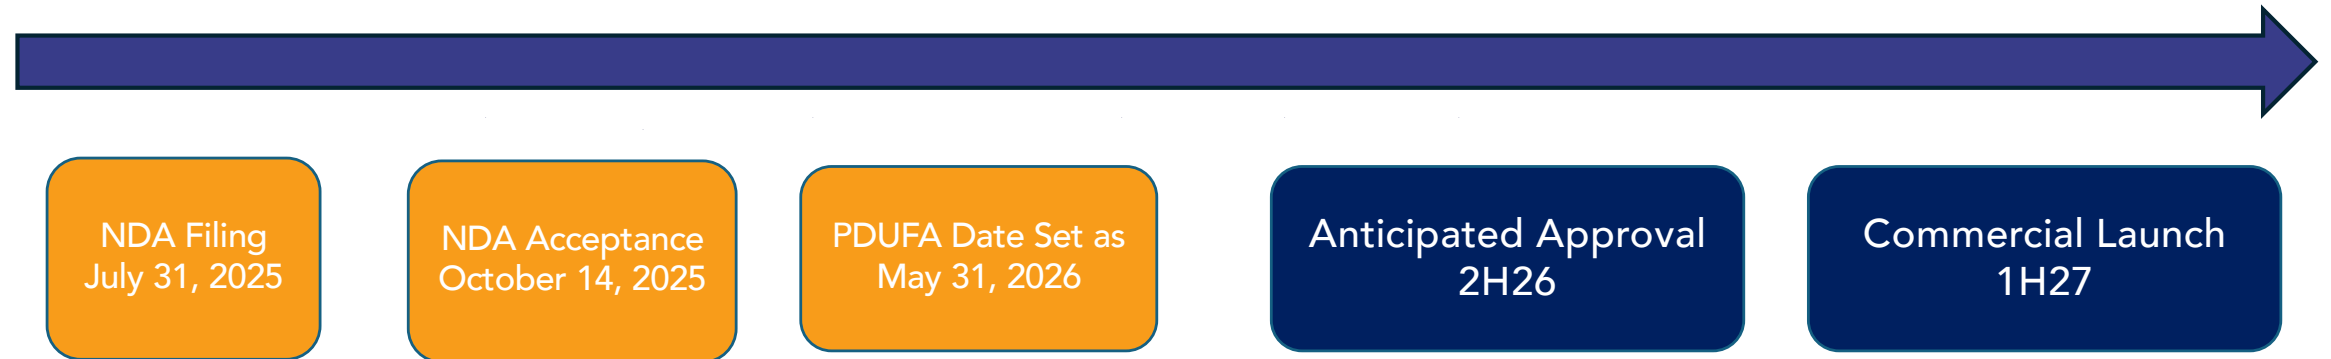 NDA Filing
July 31, 2025
NDA Acceptance
October 14, 2025
PDUFA Date Set as
May 31, 2026
Anticipated Approval
2H26
Commercial Launch
1H27